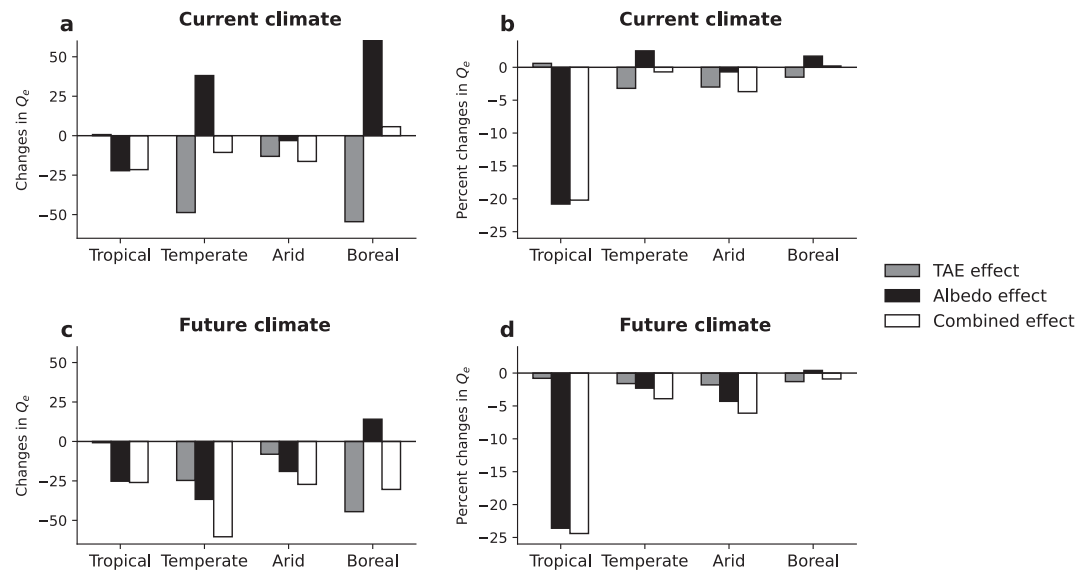 a Current climate
Changes in Qe
50
25
0
−25
−50
Tropical Temperate Arid Boreal
b Current climate
Percent changes in Qe
0
−5
−10
−15
−20
−25
Tropical Temperate Arid Boreal
TAE effect
Albedo effect
Combined effect
c Future climate
Changes in Qe
50
25
0
−25
−50
Tropical Temperate Arid Boreal
d Future climate
Percent changes in Qe
0
−5
−10
−15
−20
−25
Tropical Temperate Arid Boreal